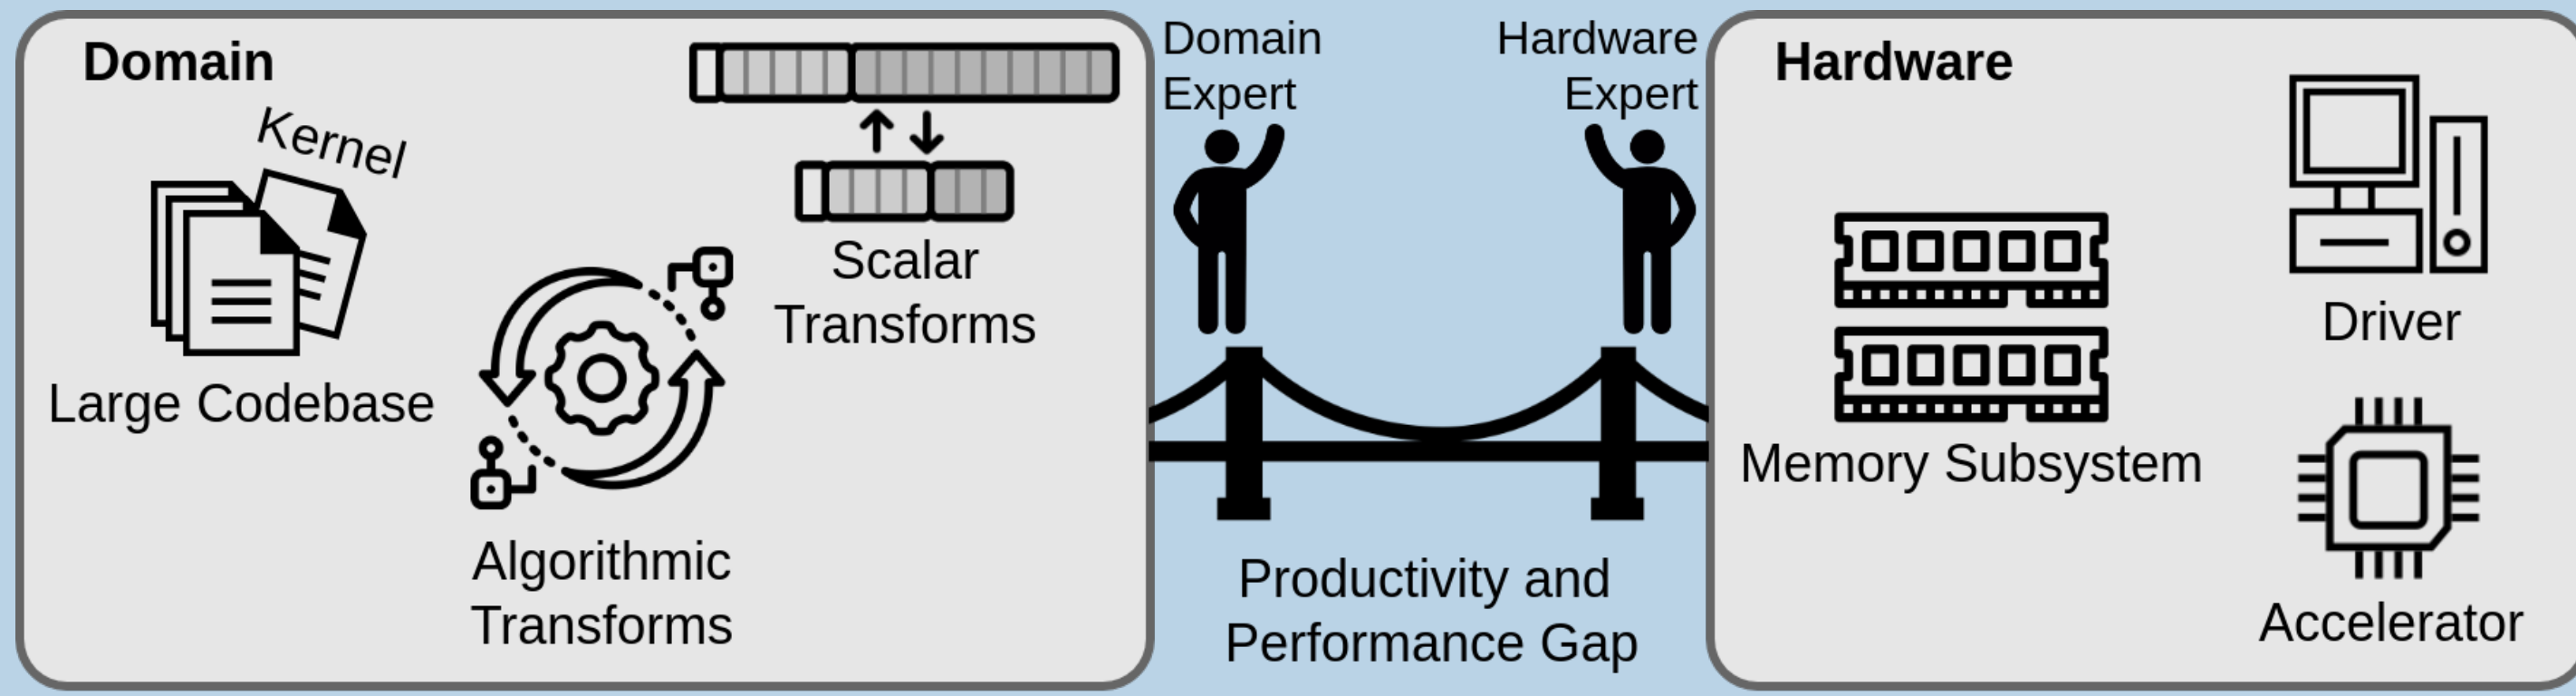 Domain
Kernel
Large Codebase
Algorithmic
Transforms
Scalar
Transforms
Domain
Expert
Hardware
Expert
Productivity and
Performance Gap
Hardware
Memory Subsystem
Driver
Accelerator